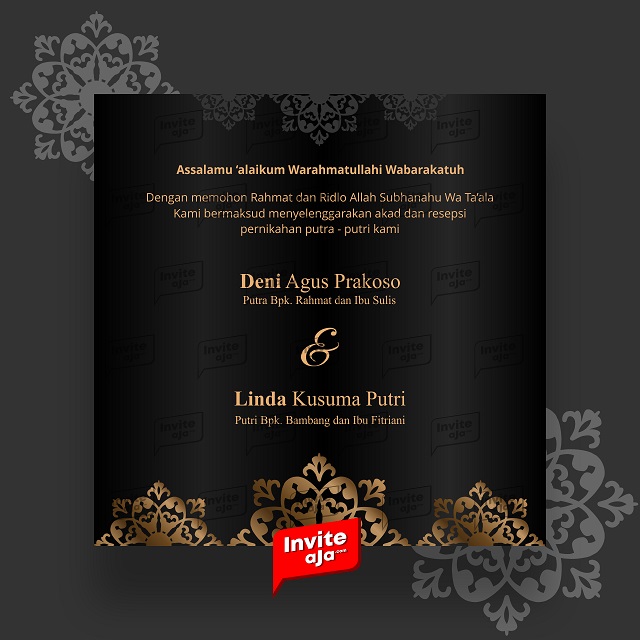 Assalamu ‘alaikum Warahmatullahi Wabarakatuh
Dengan memohon Rahmat dan Ridlo Allah Subhanahu Wa Ta’ala
Kami bermaksud menyelenggarakan akad dan resepsi
pernikahan putra - putri kami
Deni Agus Prakoso
Putra Bpk. Rahmat dan Ibu Sulis
&
Linda Kusuma Putri
Putri Bpk. Bambang dan Ibu Fitriani
Invite
aja.com